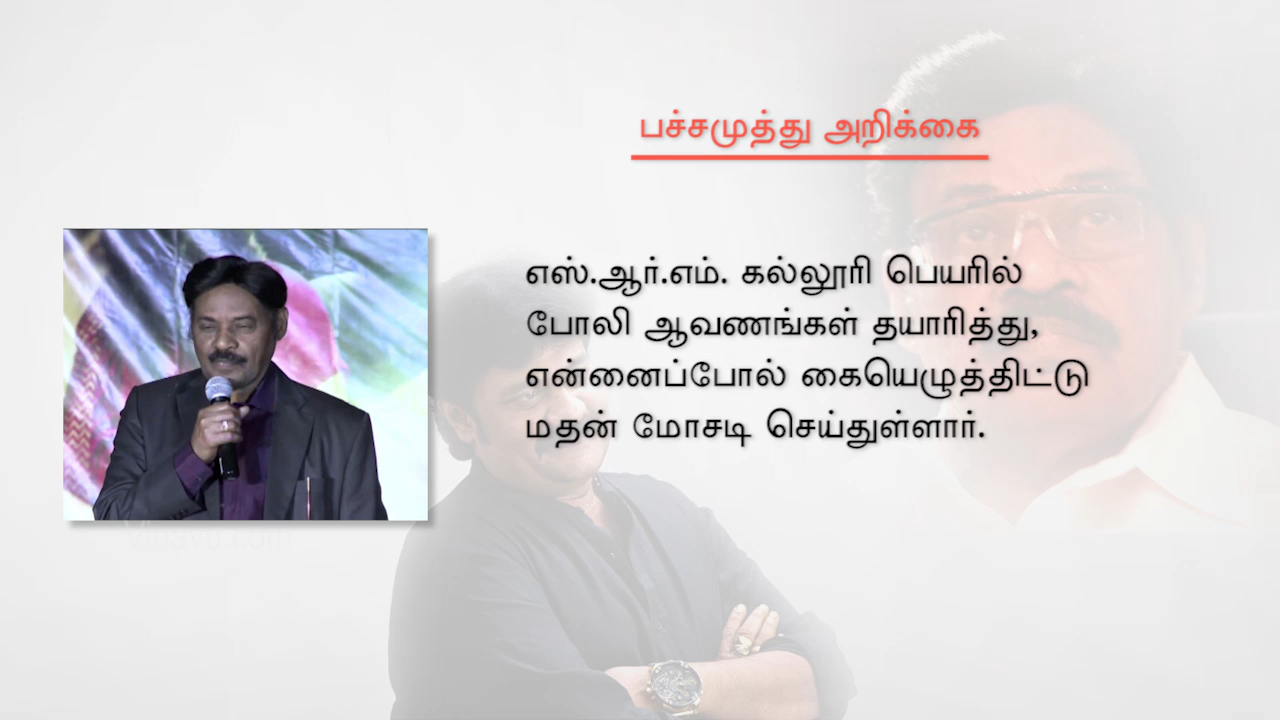 பச்சமுத்து அறிக்கை
எஸ்.ஆர்.எம். கல்லூரி பெயரில்
போலி ஆவணங்கள் தயாரித்து,
என்னைப்போல் கையெழுத்திட்டு
மதன் மோசடி செய்துள்ளார்.